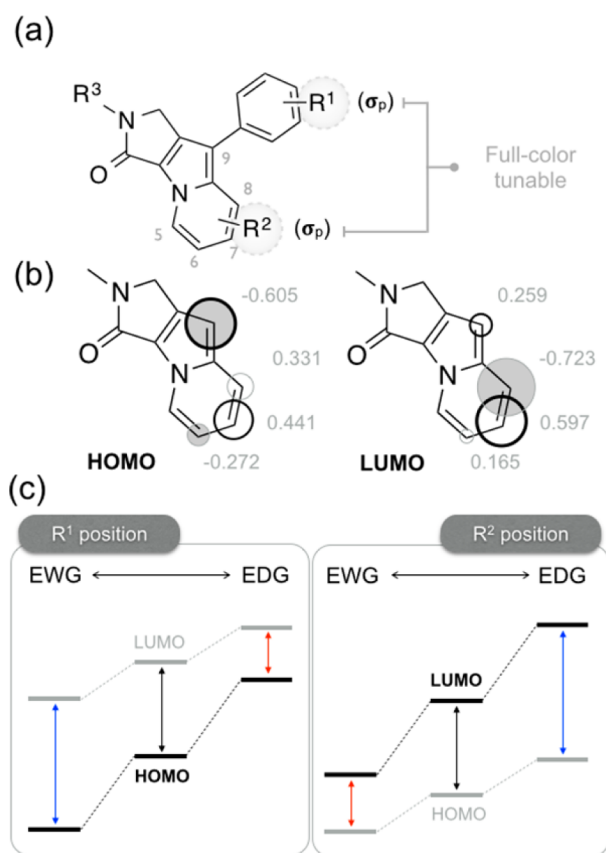 (a)
R³
N
O
N
R¹ (σp)
9
8
R² (σp)
5
6
7
Full-color
tunable
(b)
N
O
N
-0.605
0.331
0.441
-0.272
HOMO
N
O
N
0.259
-0.723
0.597
0.165
LUMO
(c)
R¹ position
EWG
EDG
LUMO
HOMO
R² position
EWG
EDG
LUMO
HOMO